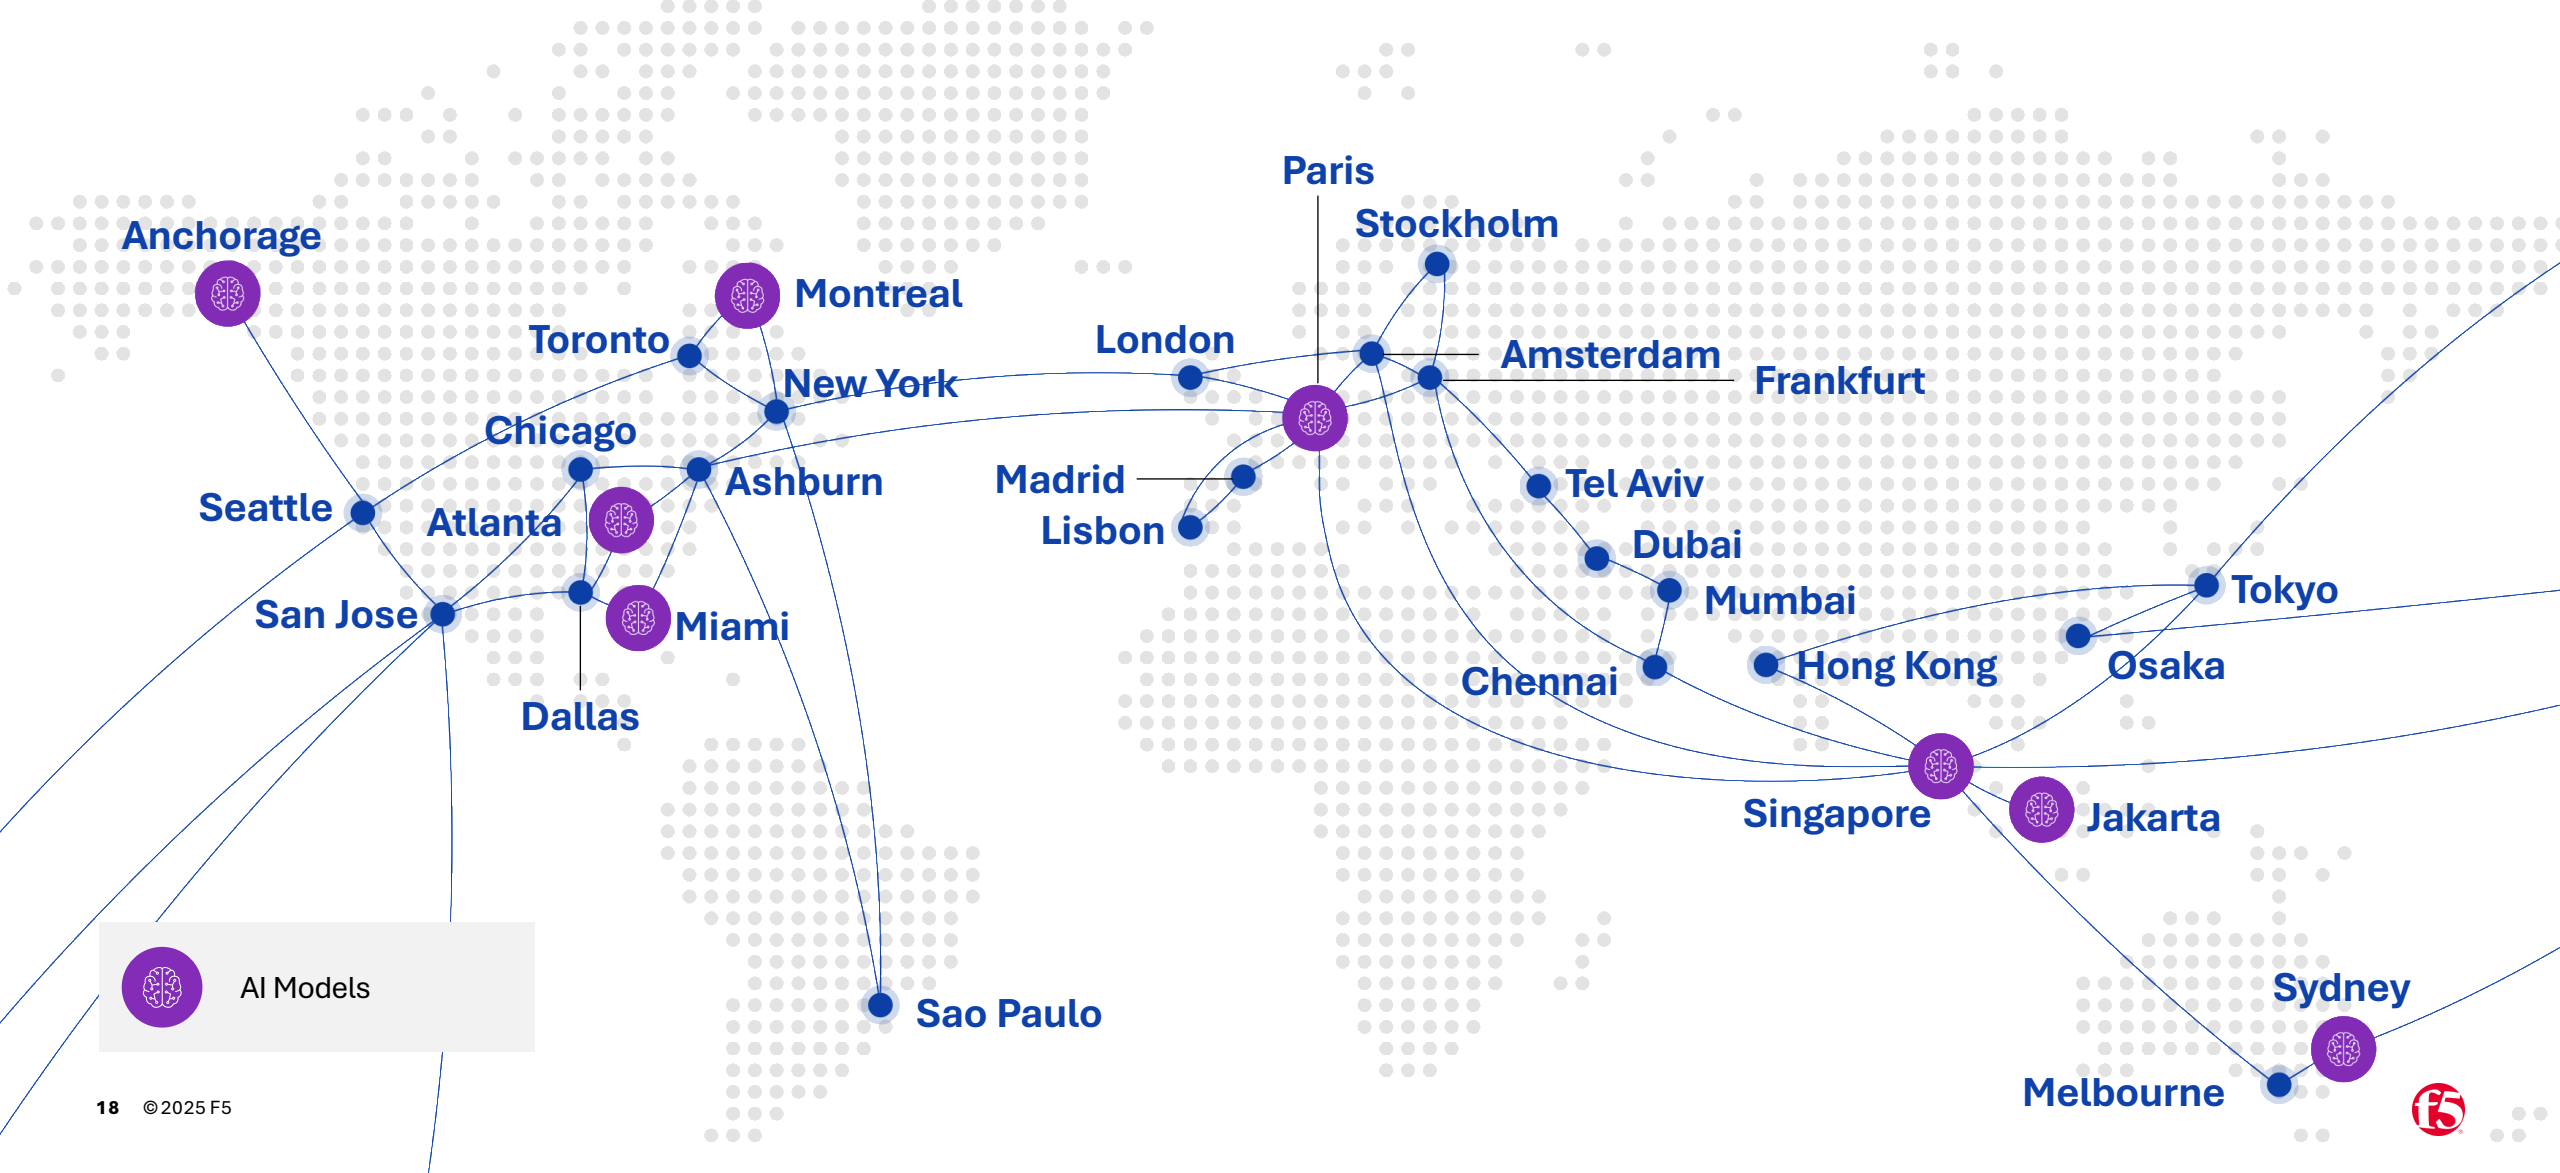 Paris
Stockholm
Anchorage
Montreal
Toronto
London
Amsterdam
New York
Frankfurt
Chicago
Ashburn
Madrid
Tel Aviv
Seattle
Atlanta
Lisbon
Dubai
San Jose
Miami
Mumbai
Tokyo
Chennai
Hong Kong
Osaka
Dallas
Singapore
Jakarta
AI Models
Sao Paulo
Sydney
Melbourne
18 ©2025 F5
f5